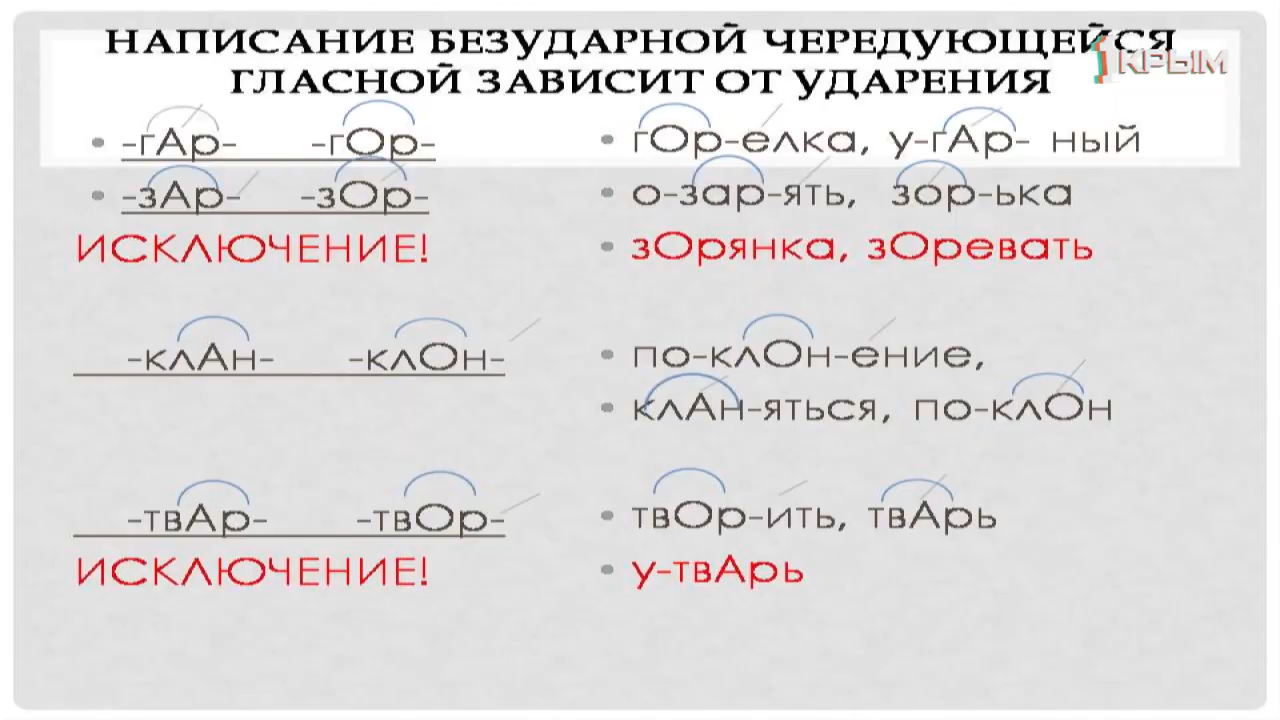 НАПИСАНИЕ БЕЗУДАРНОЙ ЧЕРЕДУЮЩЕЙСЯ
ГЛАСНОЙ ЗАВИСИТ ОТ УДАРЕНИЯ
КРЫМ
• -гАр- -гОр-
• -зАр- -зОр-
ИСКЛЮЧЕНИЕ!
-клАн- -клОн-
-твАр- -твОр-
ИСКЛЮЧЕНИЕ!
• гОр-елка, у-гАр- ный
• о-зар-ять, зор-ька
• зОрянка, зОревать
• по-клОн-ение,
• клАн-яться, по-клОн
• твОр-ить, твАрь
• у-твАрь